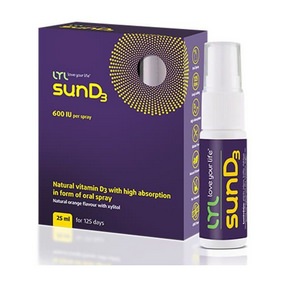 LYL love your life®
sunD3
600 IU per spray
Natural vitamin D3 with high absorption
in form of oral spray
Natural orange flavour with xylitol
25 ml for 125 days
LYL love your life®
sunD3